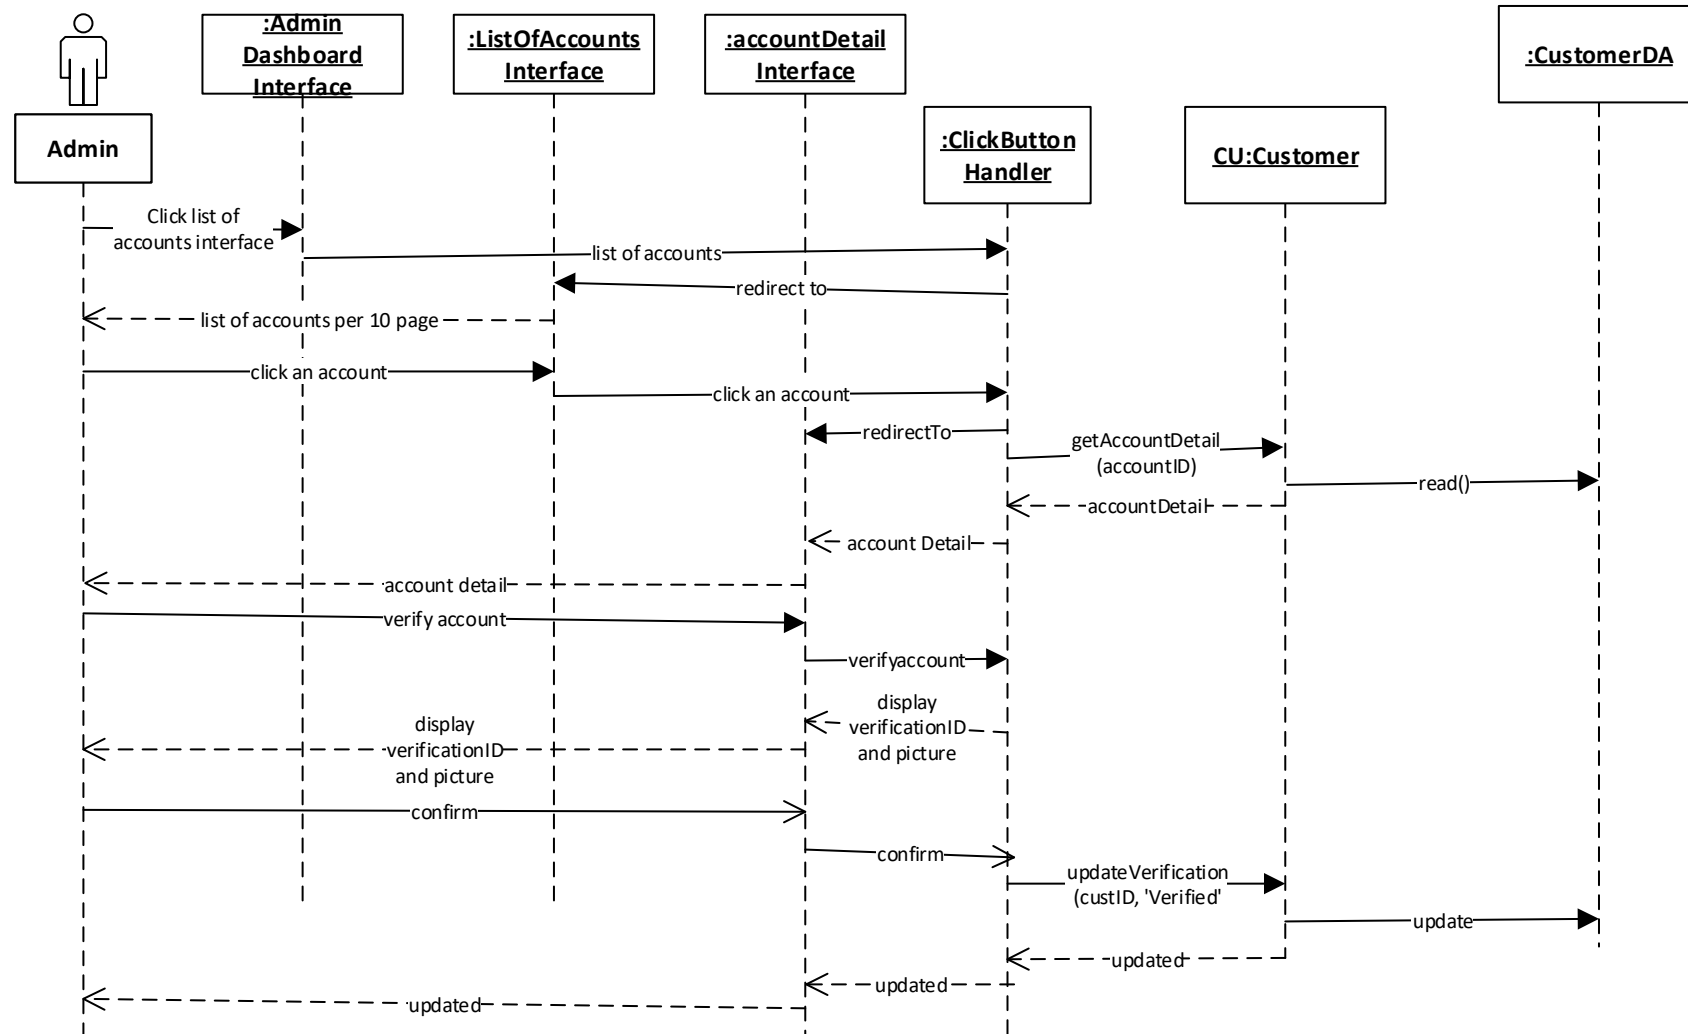 :Admin
Dashboard
Interface
:ListOfAccounts
Interface
:accountDetail
Interface
:CustomerDA
Admin
:ClickButton
Handler
CU:Customer
Click list of
accounts interface
list of accounts
redirect to
list of accounts per 10 page
click an account
click an account
redirectTo
getAccountDetail
(accountID)
read()
accountDetail
account Detail
account detail
verify account
verifyaccount
display
verificationID
and picture
display
verificationID
and picture
confirm
confirm
updateVerification
(custID, 'Verified'
update
updated
updated
updated